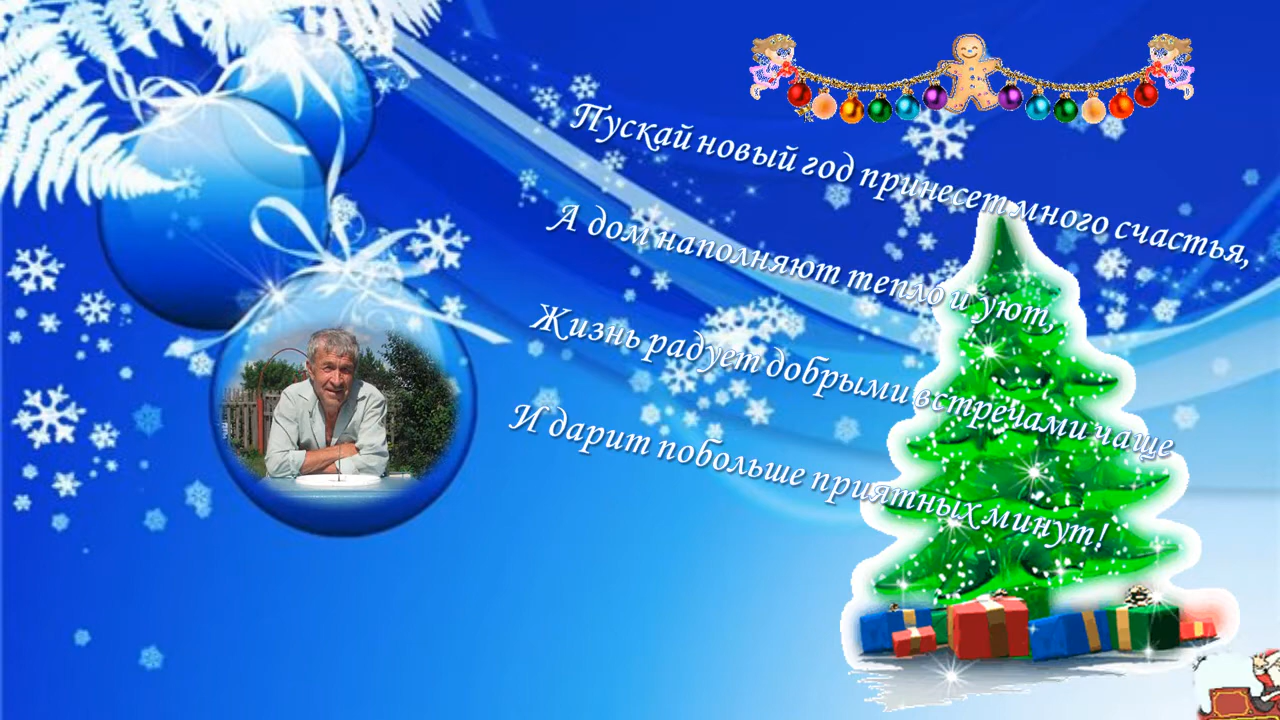 Пускай новый год принесет много счастья,
А дом наполняют тепло и уют,
Жизнь радует добрыми встречами чаще
И дарит побольше приятных минут!